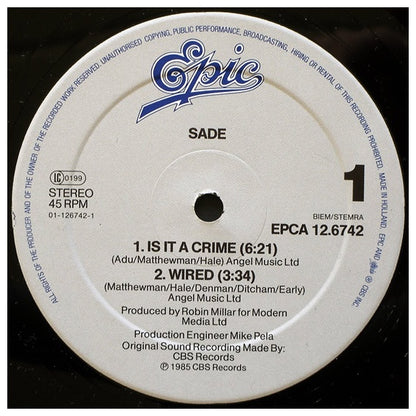 ALL RIGHTS OF THE PRODUCER AND OF THE OWNER OF THE RECORDED WORK RESERVED. UNAUTHORISED COPYING, PUBLIC PERFORMANCE, BROADCASTING, HIRING OR RENTAL OF THIS RECORDING PROHIBITED. MADE IN HOLLAND. EPIC AND
CBS INC.
Epic
SADE
LC 0199
STEREO
45 RPM
01-126742-1
1
BIEM/STEMRA
EPCA 12.6742
1. IS IT A CRIME (6:21)
(Adu/Matthewman/Hale) Angel Music Ltd
2. WIRED (3:34)
(Matthewman/Hale/Denman/Ditcham/Early)
Angel Music Ltd
Produced by Robin Millar for Modern
Media Ltd
Production Engineer Mike Pela
Original Sound Recording Made By:
CBS Records
℗ 1985 CBS Records